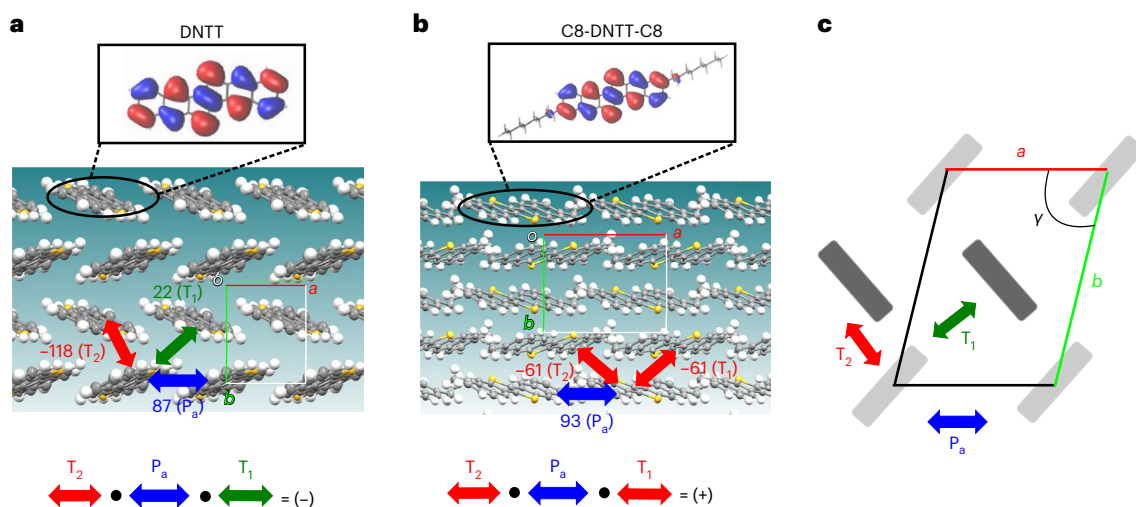 a
DNTT
22 (T₁)
o
a
–118 (T₂)
b
87 (Pₐ)
T₂ Pₐ T₁
= (–)
b
C8-DNTT-C8
o
a
b
–61 (T₂)
–61 (T₁)
93 (Pₐ)
T₂ Pₐ T₁
= (+)
c
a
γ
b
T₂
T₁
Pₐ